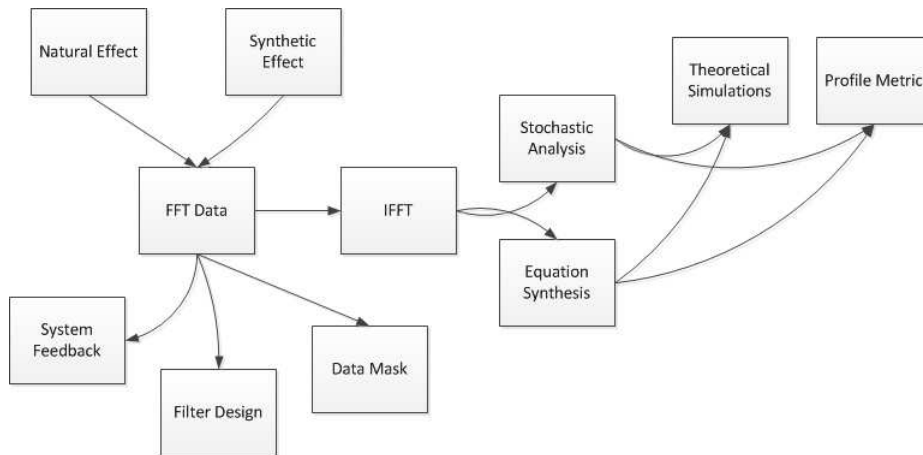 Natural Effect
Synthetic
Effect
Theoretical
Simulations
Profile Metric
Stochastic
Analysis
FFT Data
IFFT
Equation
Synthesis
System
Feedback
Data Mask
Filter Design